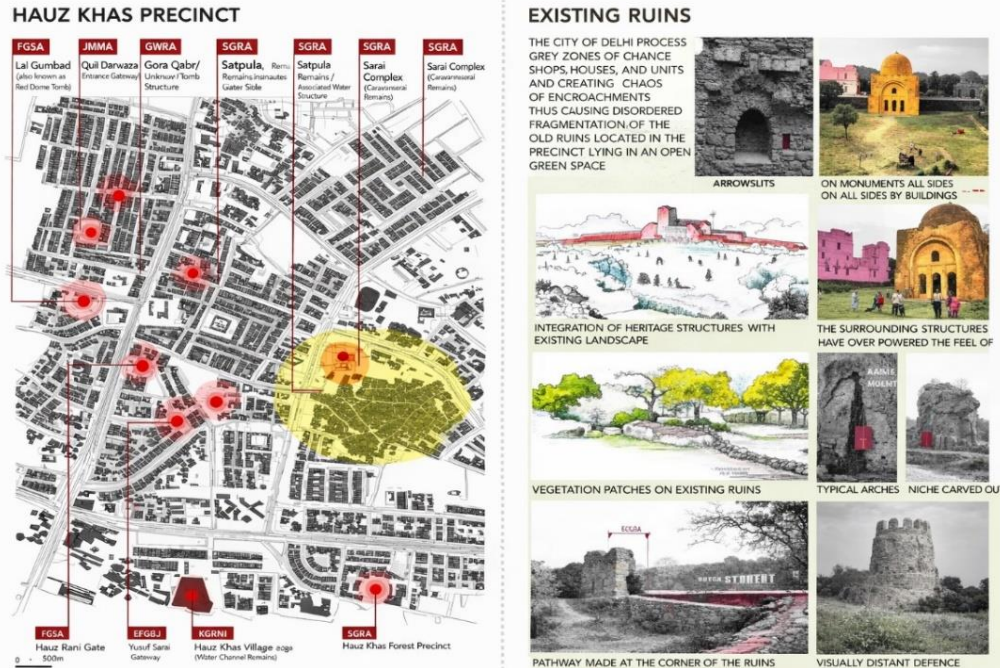 HAUZ KHAS PRECINCT
FGSA
Lal Gumbad
(also known as
Red Dome Tomb)
JMMA
Quil Darwaza
Entrance Gateway
GWRA
Gora Qabr/
Unknuw/Tomb
Structure
SGRA
Satpula, Remu
Remains.insnautes
Gater Sible
SGRA
Satpula
Remains /
Associated Water
Structure
SGRA
Sarai
Complex
(Caravanserai
Remains)
SGRA
Sarai Complex
Remains)
FGSA
Hauz Rani Gate
EFGBJ
Yusuf Sarai
Gateway
KGRNI
Hauz Khas Village
(Water Channel Remains)
SGRA
Hauz Khas Forest Precinct
0
500m
EXISTING RUINS
THE CITY OF DELHI PROCESS
GREY ZONES OF CHANCE
SHOPS, HOUSES, AND UNITS
AND CREATING CHAOS
OF ENCROACHMENTS
THUS CAUSING DISORDERED
FRAGMENTATION OF THE
OLD RUINS LOCATED IN THE
PRECINCT LYING IN AN OPEN
GREEN SPACE
ARROWSLITS
ON MONUMENTS ALL SIDES
ON ALL SIDES BY BUILDINGS
INTEGRATION OF HERITAGE STRUCTURES WITH
EXISTING LANDSCAPE
THE SURROUNDING STRUCTURES
HAVE OVER POWERED THE FEEL OF
VEGETATION PATCHES ON EXISTING RUINS
TYPICAL ARCHES
NICHE CARVED OU
PATHWAY MADE AT THE CORNER OF THE RUINS
VISUALLY DISTANT DEFENCE